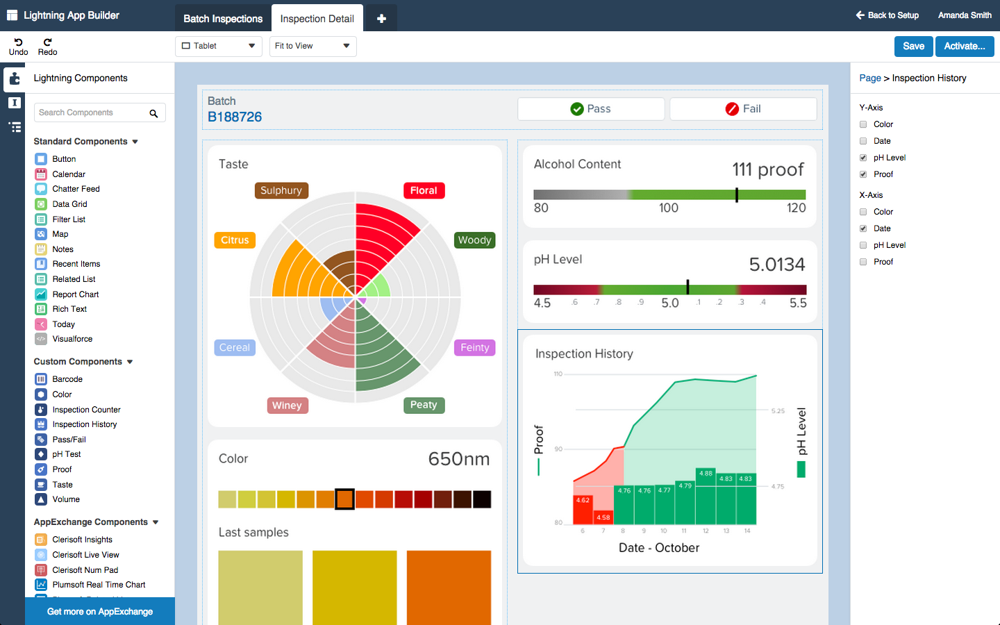 Lightning App Builder
Batch Inspections
Inspection Detail
Back to Setup
Amanda Smith
Undo
Redo
Tablet
Fit to View
Save
Activate...
Lightning Components
Search Components
Standard Components
Button
Calendar
Chatter Feed
Data Grid
Filter List
Map
Notes
Recent Items
Related List
Report Chart
Rich Text
Today
Visualforce
Custom Components
Barcode
Color
Inspection Counter
Inspection History
Pass/Fail
pH Test
Proof
Taste
Volume
AppExchange Components
Clerisoft Insights
Clerisoft Live View
Clerisoft Num Pad
Plumsoft Real Time Chart
Get more on AppExchange
Batch
B188726
Pass
Fail
Taste
Sulphury
Floral
Citrus
Woody
Cereal
Feinty
Winey
Peaty
Color
650nm
Last samples
Alcohol Content
111 proof
80 100 120
pH Level
5.0134
4.5 .6 .7 .8 .9 5.0 .1 .2 .3 .4 5.5
Inspection History
110
90
80
Proof
5.25
4.75
pH Level
4.62 4.58 4.76 4.76 4.77 4.79 4.88 4.83 4.83
6 7 8 9 10 11 12 13 14
Date - October
Page > Inspection History
Y-Axis
Color
Date
pH Level
Proof
X-Axis
Color
Date
pH Level
Proof